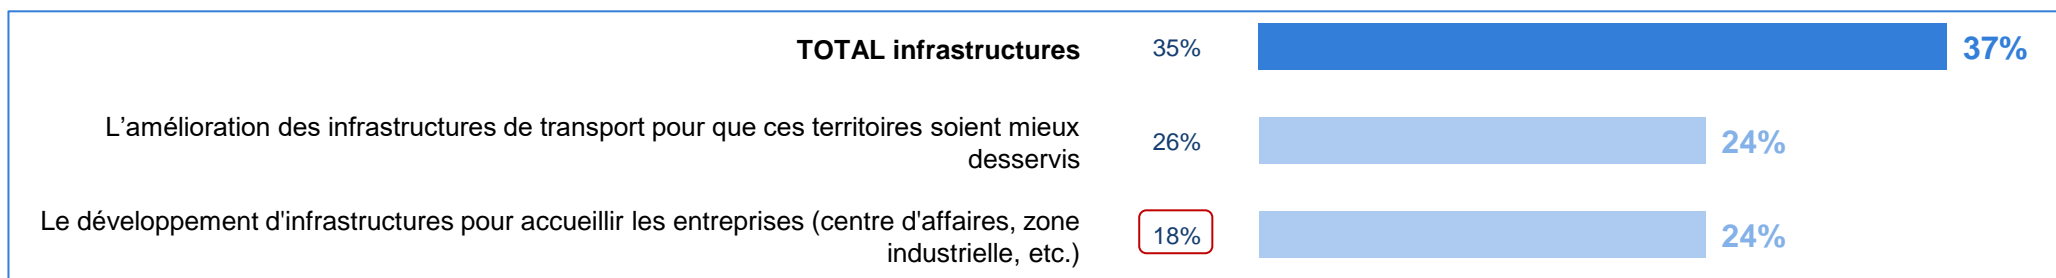 TOTAL infrastructures 35% 37%
L’amélioration des infrastructures de transport pour que ces territoires soient mieux
desservis
26% 24%
Le développement d'infrastructures pour accueillir les entreprises (centre d'affaires, zone
industrielle, etc.)
18% 24%